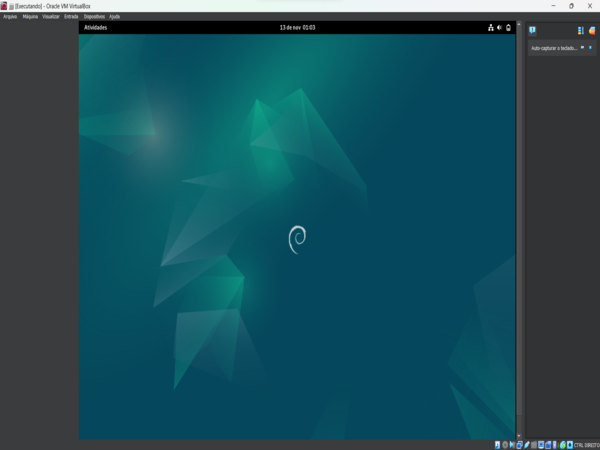 jjjj [Executando] - Oracle VM VirtualBox
Arquivo Máquina Visualizar Entrada Dispositivos Ajuda
Atividades 13 de nov 01:03
Auto-capturar o teclado...
CTRL DIREITO